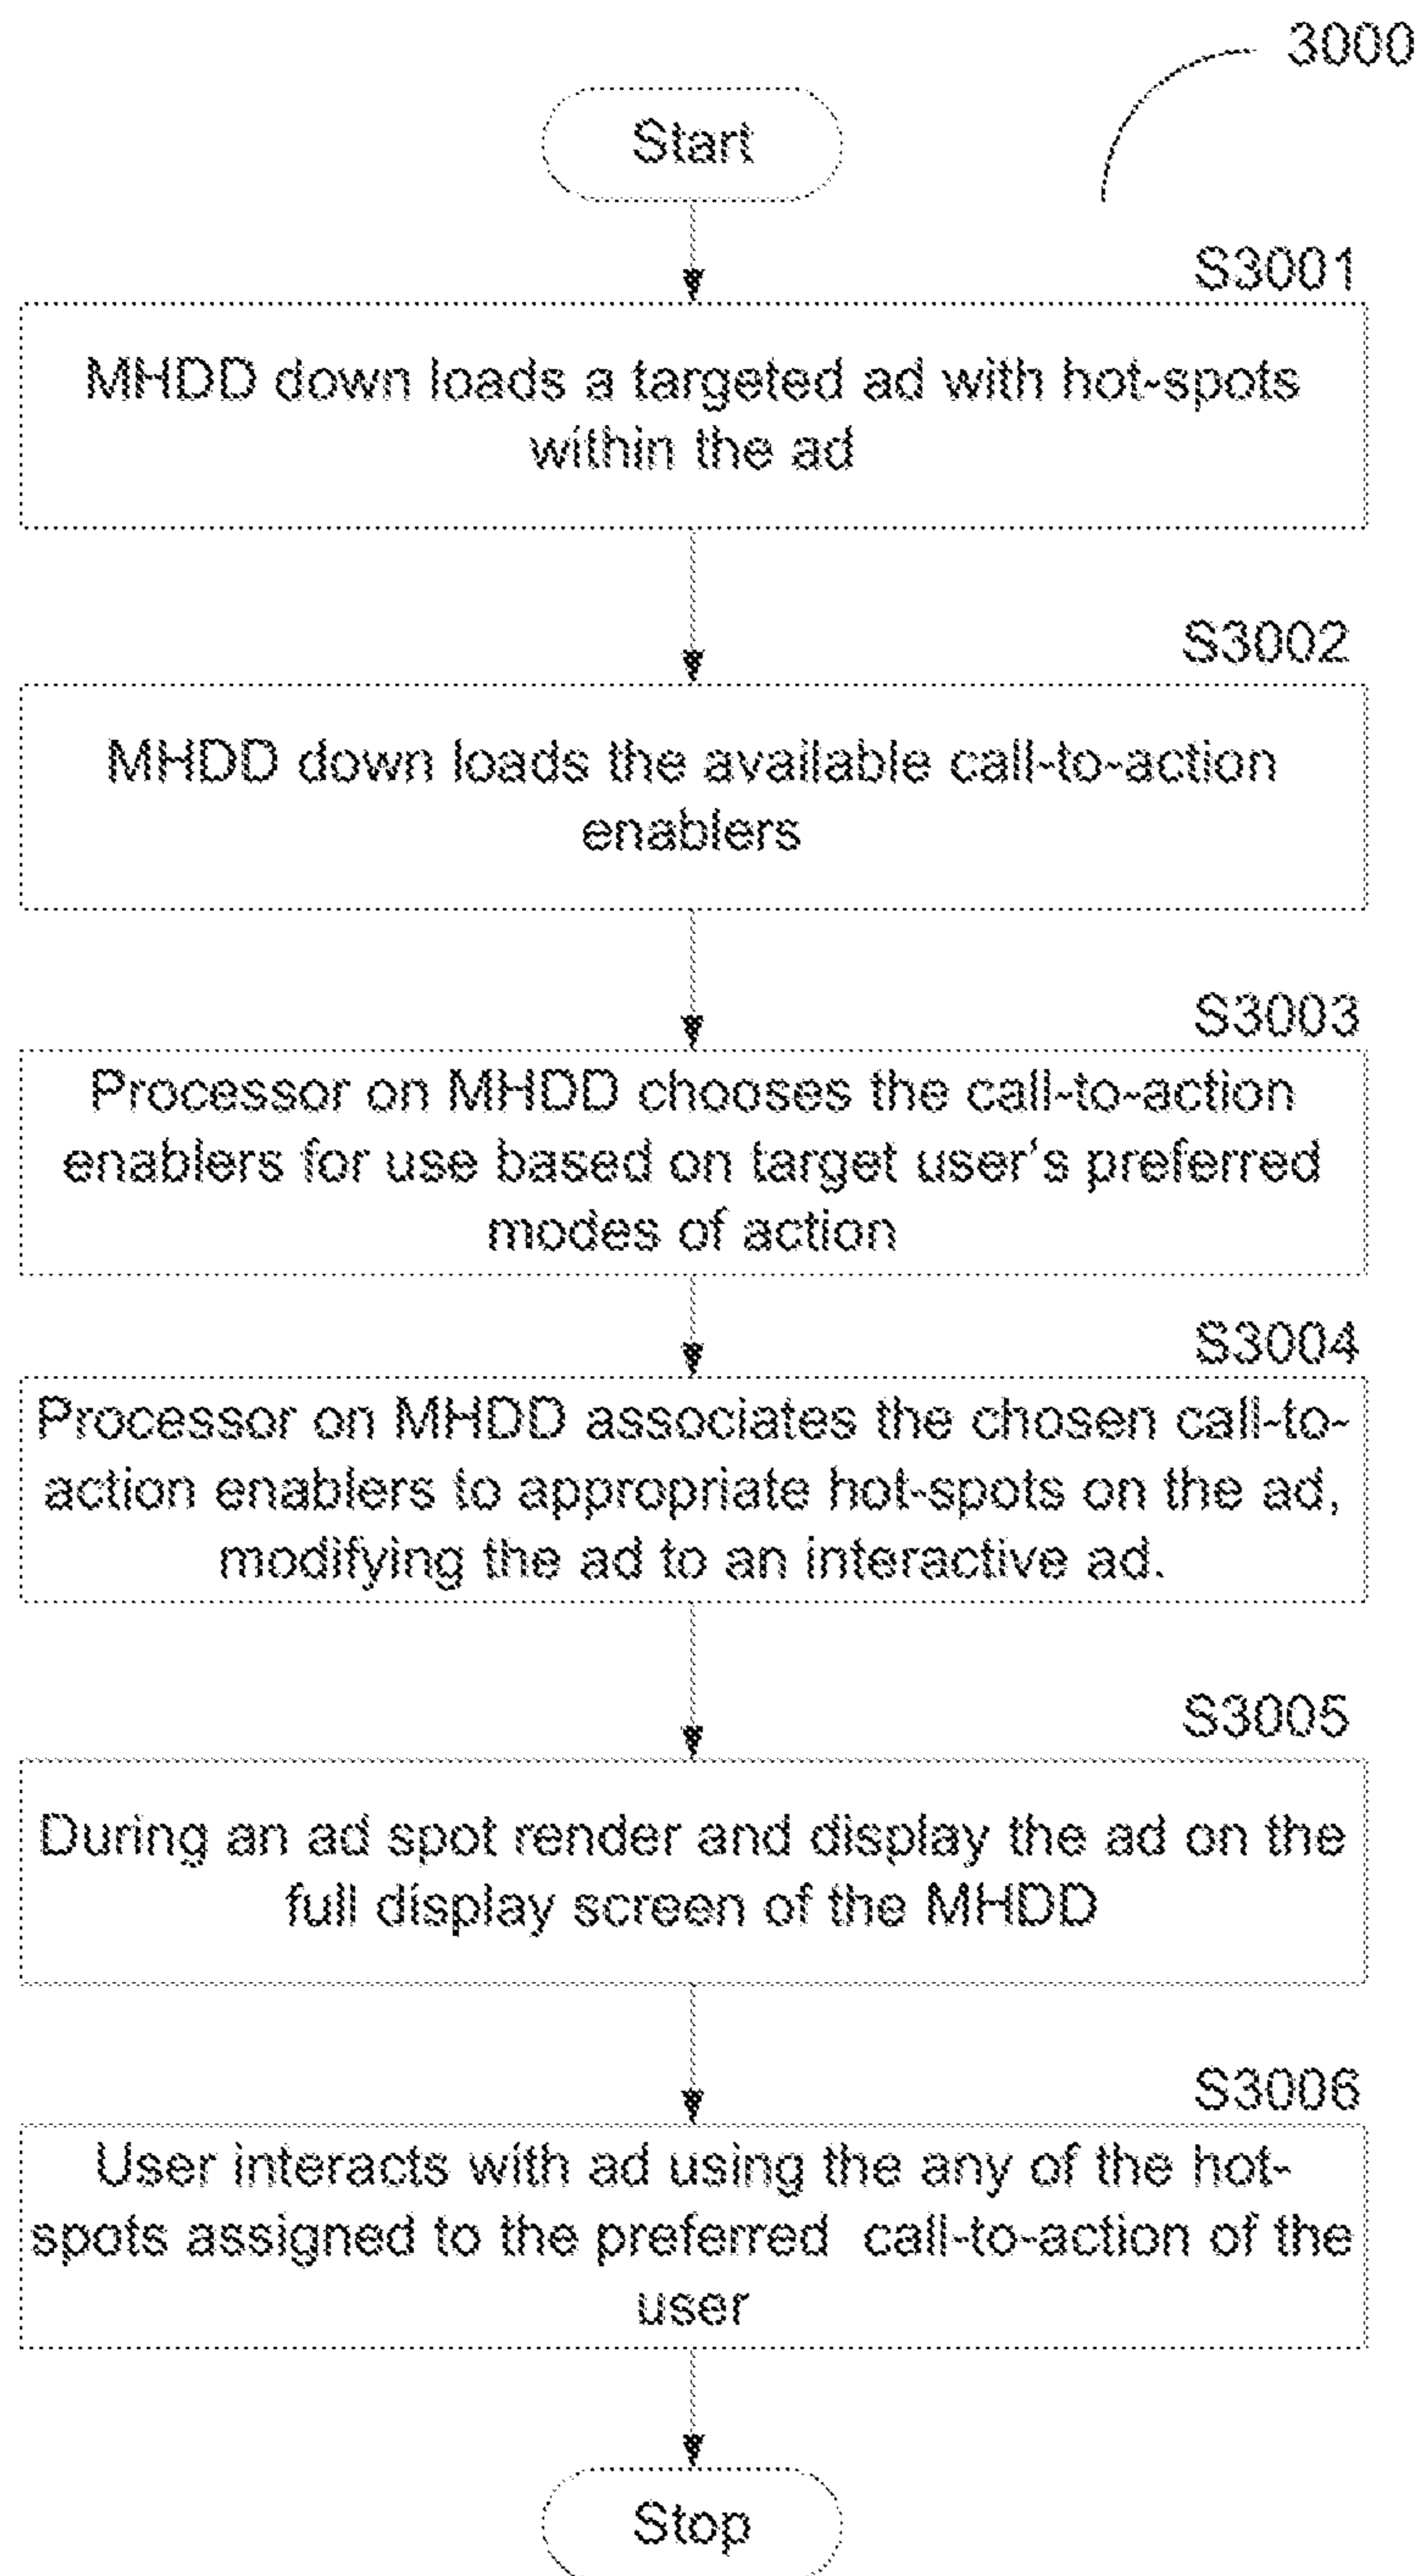 3000
Start
S3001
MHDD down loads a targeted ad with hot-spots
within the ad
S3002
MHDD down loads the available call-to-action
enablers
S3003
Processor on MHDD chooses the call-to-action
enablers for use based on target user's preferred
modes of action
S3004
Processor on MHDD associates the chosen call-to-
action enablers to appropriate hot-spots on the ad,
modifying the ad to an interactive ad.
S3005
During an ad spot render and display the ad on the
full display screen of the MHDD
S3006
User interacts with ad using the any of the hot-
spots assigned to the preferred call-to-action of the
user
Stop